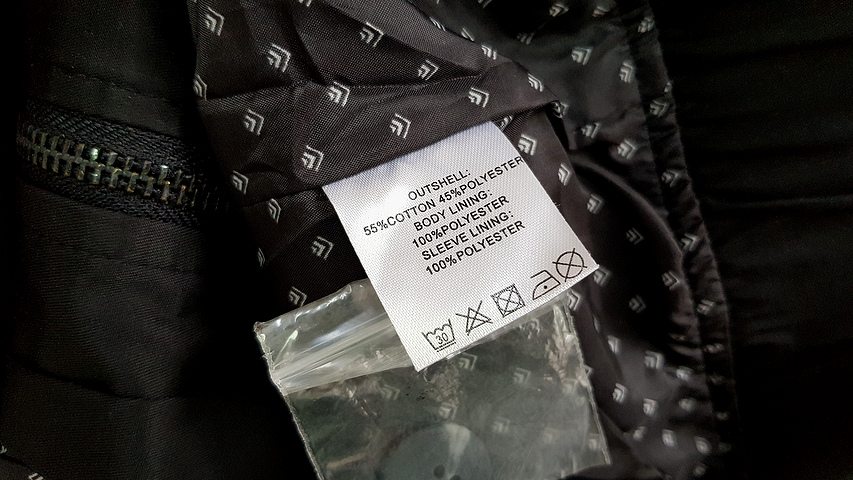 OUTSHELL:
55%COTTON 45%POLYESTER
BODY LINING:
100%POLYESTER
SLEEVE LINING:
100%POLYESTER
30